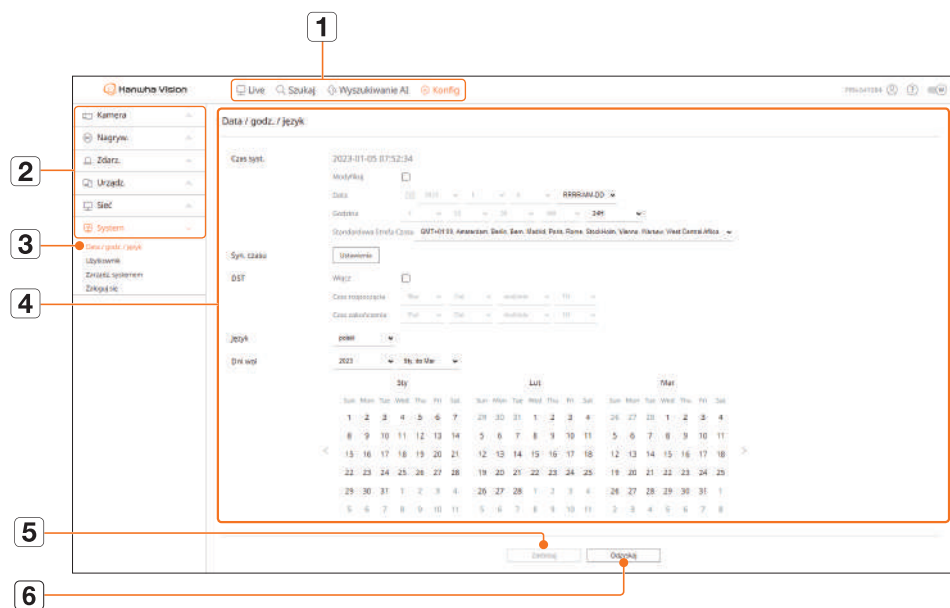 1
Hanwha Vision
Live Szukaj Wyszukiwanie AI Konfig
Kamera
Nagryw.
Zdarz.
Urządz.
Sieć
System
Data / godz. / język
Użytkownik
Zarządz. systemem
Zaloguj się
2
3
4
5
6
Data / godz. / język
Czas syst. 2023-01-05 07:52:34
Modyfikuj
Data RRRR-MM-DD
Godzina 24H
Standardowa Strefa Czasu GMT+01:00, Amsterdam, Berlin, Bern, Madrid, Paris, Rome, Stockholm, Vienna, Warsaw, West Central Africa
Syn. czasu Ustawienia
DST Włącz
Czas rozpoczęcia
Czas zakończenia
Język polski
Dni wol 2023 Sty. do Mar
Sty Lut Mar
Sun Mon Tue Wed Thu Fri Sat Sun Mon Tue Wed Thu Fri Sat Sun Mon Tue Wed Thu Fri Sat
1 2 3 4 5 6 7 29 30 31 1 2 3 4 26 27 28 1 2 3 4
8 9 10 11 12 13 14 5 6 7 8 9 10 11 5 6 7 8 9 10 11
15 16 17 18 19 20 21 12 13 14 15 16 17 18 12 13 14 15 16 17 18
22 23 24 25 26 27 28 19 20 21 22 23 24 25 19 20 21 22 23 24 25
29 30 31 1 2 3 4 26 27 28 1 2 3 4 26 27 28 29 30 31 1
5 6 7 8 9 10 11 5 6 7 8 9 10 11 2 3 4 5 6 7 8
Odzyskaj